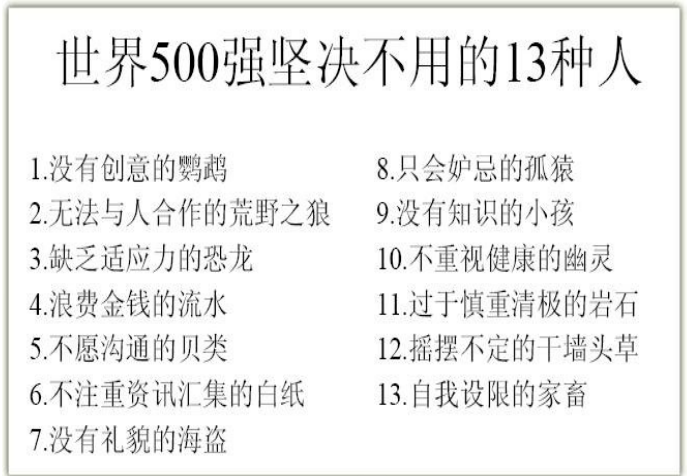 世界500强坚决不用的13种人
1.没有创意的鹦鹉
2.无法与人合作的荒野之狼
3.缺乏适应力的恐龙
4.浪费金钱的流水
5.不愿沟通的贝类
6.不注重资讯汇集的白纸
7.没有礼貌的海盗
8.只会妒忌的孤猿
9.没有知识的小孩
10.不重视健康的幽灵
11.过于慎重清极的岩石
12.摇摆不定的干墙头草
13.自我设限的家畜